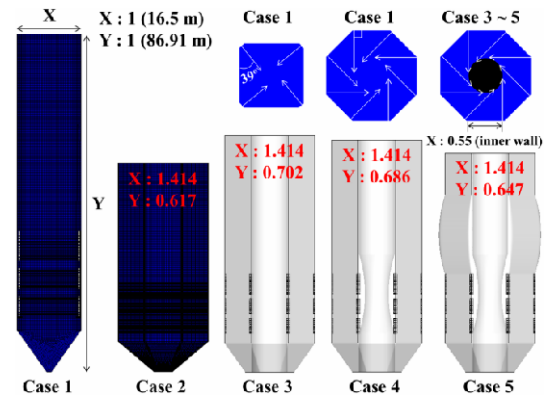 X
X : 1 (16.5 m)
Y : 1 (86.91 m)
Case 1
Case 1
Case 3 ~ 5
39°
X : 0.55 (inner wall)
Y
X : 1.414
Y : 0.617
X : 1.414
Y : 0.702
X : 1.414
Y : 0.686
X : 1.414
Y : 0.647
Case 1
Case 2
Case 3
Case 4
Case 5